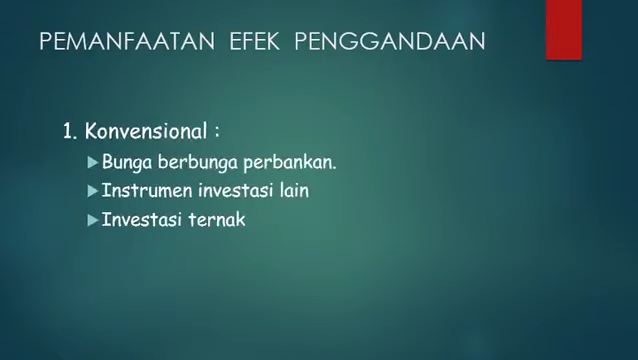 PEMANFAATAN EFEK PENGGANDAAN
1. Konvensional :
Bunga berbunga perbankan.
Instrumen investasi lain
Investasi ternak